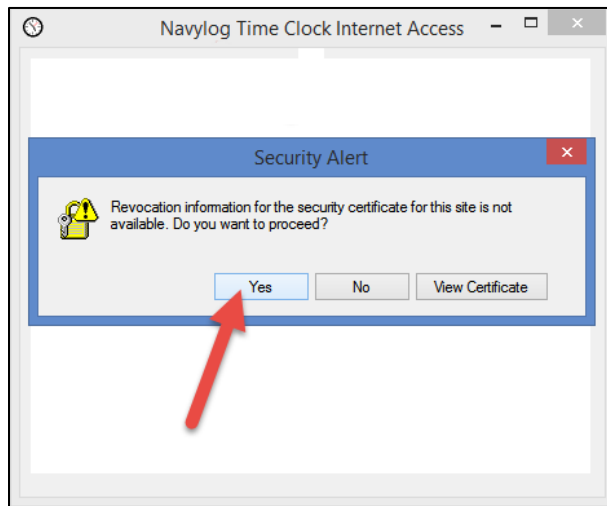 Navylog Time Clock Internet Access
Security Alert
Revocation information for the security certificate for this site is not
available. Do you want to proceed?
Yes No View Certificate